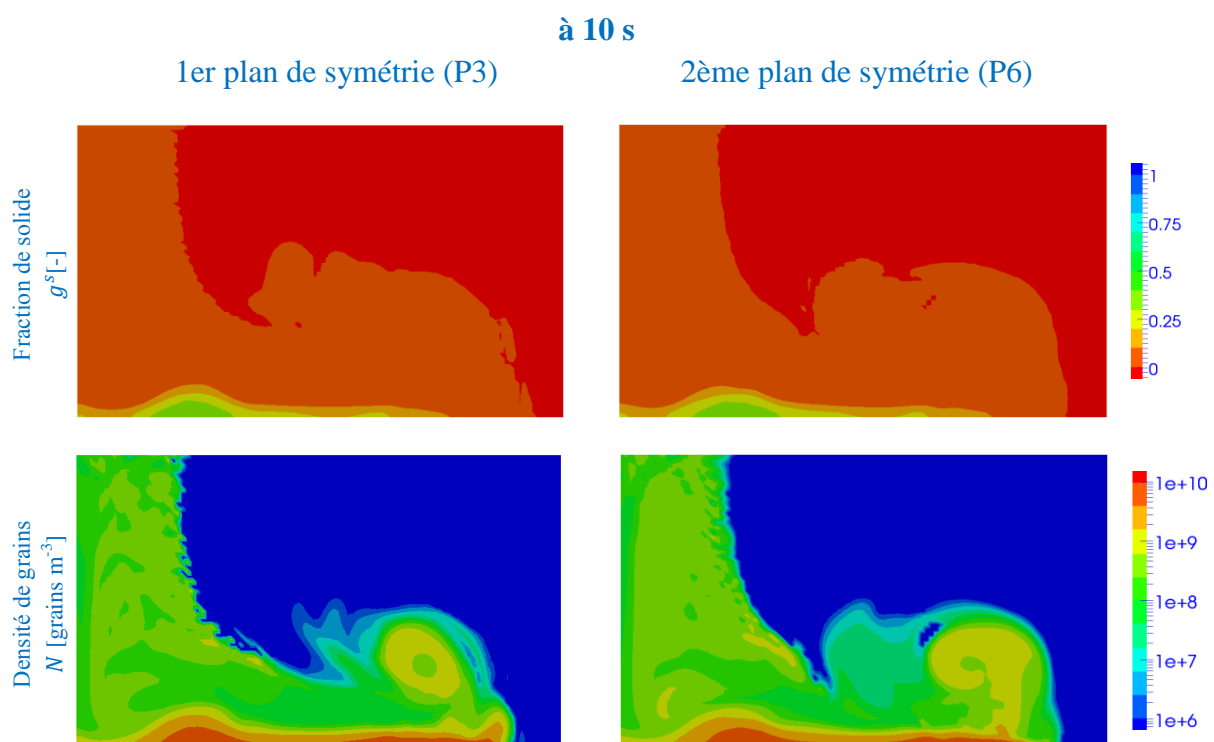 à 10 s
1er plan de symétrie (P3)
2ème plan de symétrie (P6)
Fraction de solide
gˢ[-]
1
0.75
0.5
0.25
0
Densité de grains
N [grains m⁻³]
1e+10
1e+9
1e+8
1e+7
1e+6